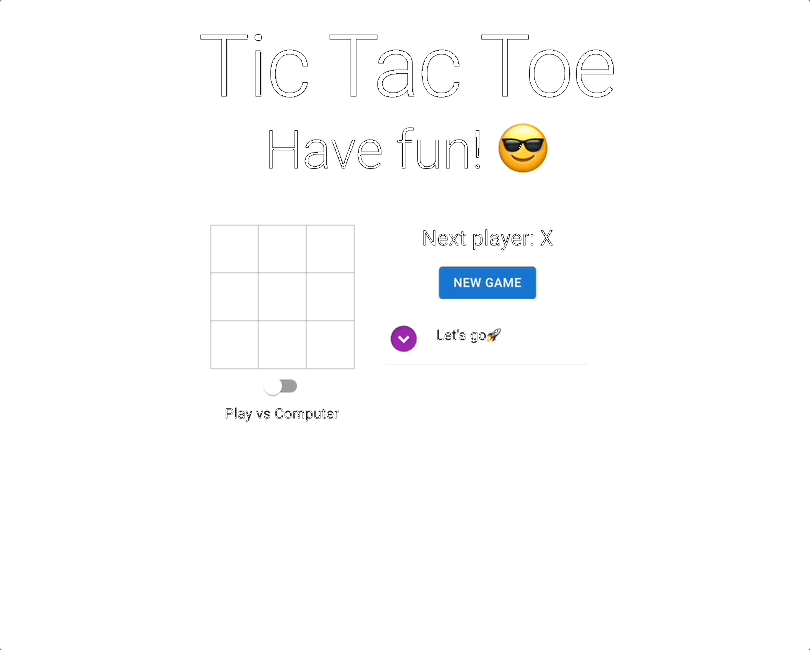 Tic Tac Toe
Have fun! 😎
Next player: X
NEW GAME
Let's go🚀
Play vs Computer